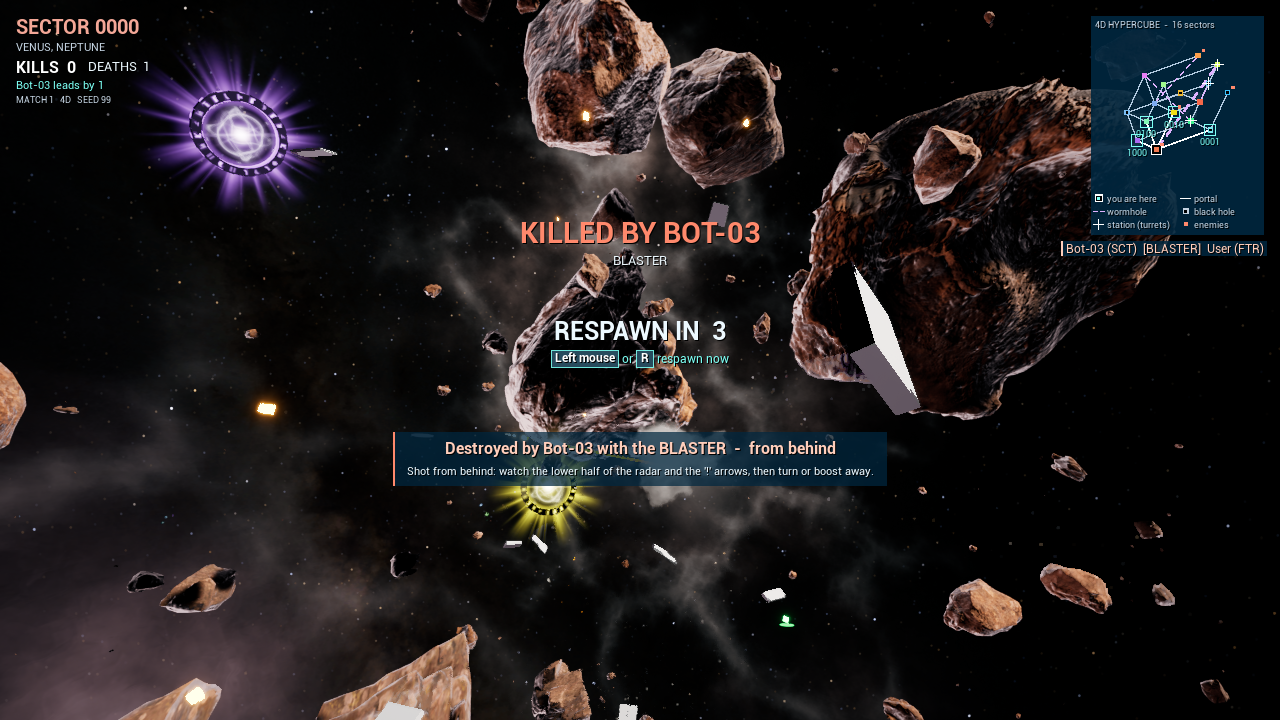 SECTOR 0000
VENUS, NEPTUNE
KILLS 0 DEATHS 1
Bot-03 leads by 1
MATCH 1 4D SEED 99
4D HYPERCUBE - 16 sectors
0001
1000
you are here
portal
wormhole
black hole
station (turrets)
enemies
Bot-03 (SCT) [BLASTER] User (FTR)
KILLED BY BOT-03
BLASTER
RESPAWN IN 3
Left mouse or R respawn now
Destroyed by Bot-03 with the BLASTER - from behind
Shot from behind: watch the lower half of the radar and the '!' arrows, then turn or boost away.